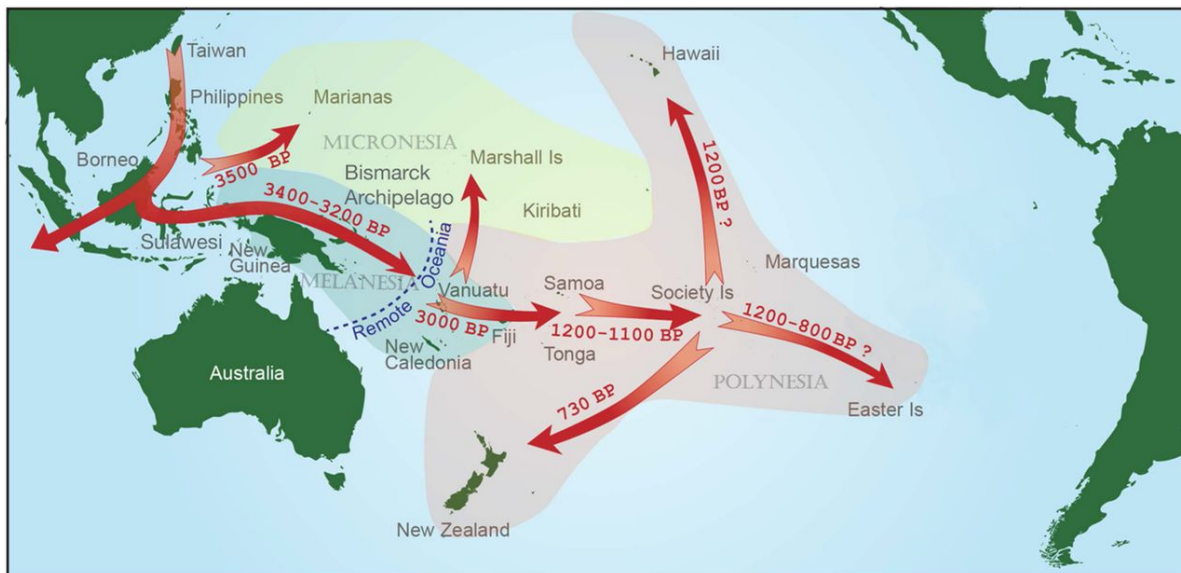 Taiwan
Hawaii
Philippines
Marianas
MICRONESIA
Borneo
3500 BP
Marshall Is
Bismarck
Archipelago
1200 BP ?
3400-3200 BP
Kiribati
Sulawesi
New
Guinea
MELANESIA
Remote Oceania
Marquesas
Vanuatu
Samoa
Society Is
3000 BP
Fiji
1200-1100 BP
1200-800 BP ?
New
Caledonia
Tonga
Australia
730 BP
POLYNESIA
Easter Is
New Zealand